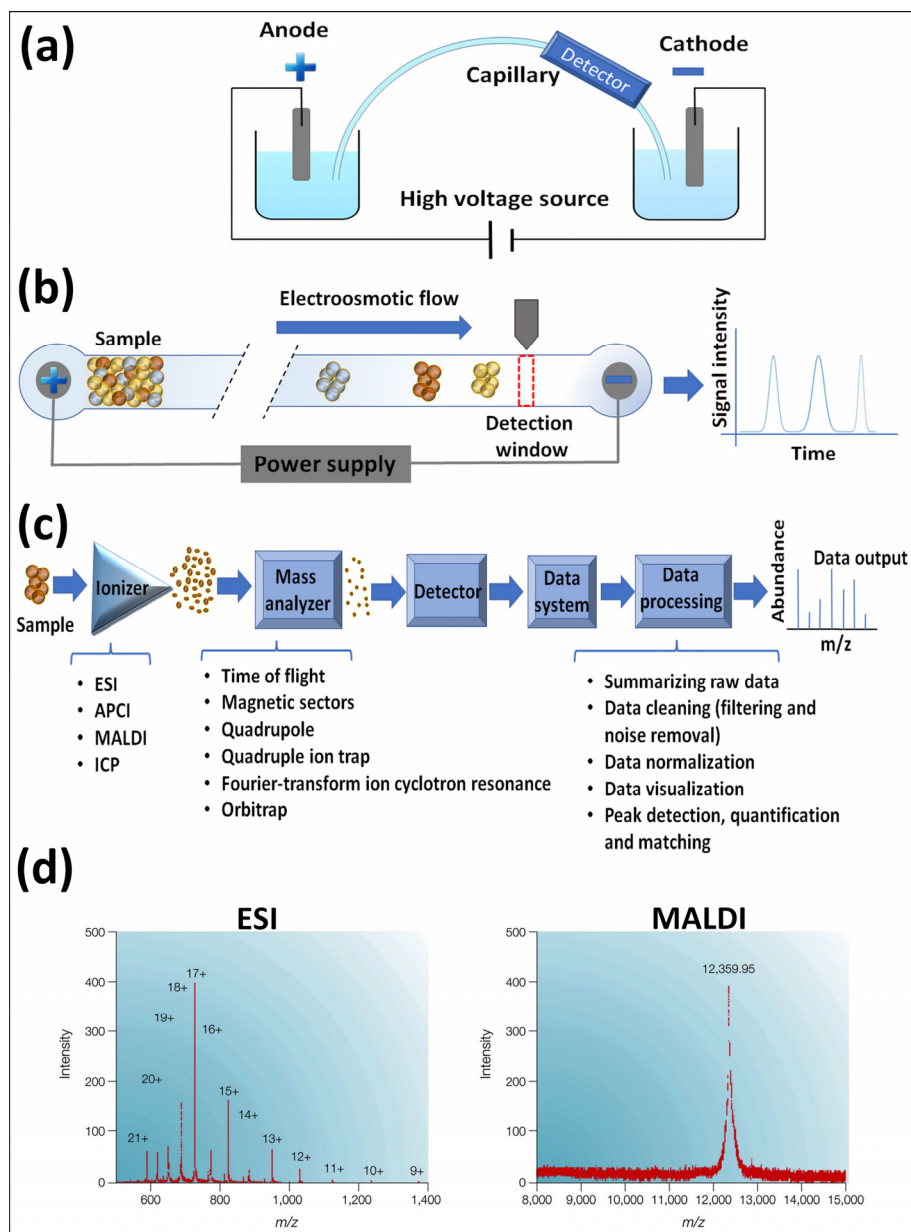 (a)
Anode
Cathode
Capillary
Detector
High voltage source
(b)
Electroosmotic flow
Sample
Detection
window
Power supply
Signal intensity
Time
(c)
Sample
Ionizer
Mass
analyzer
Detector
Data
system
Data
processing
Abundance
Data output
m/z
• ESI
• APCI
• MALDI
• ICP
• Time of flight
• Magnetic sectors
• Quadrupole
• Quadruple ion trap
• Fourier-transform ion cyclotron resonance
• Orbitrap
• Summarizing raw data
• Data cleaning (filtering and
noise removal)
• Data normalization
• Data visualization
• Peak detection, quantification
and matching
(d)
ESI
500
400
300
200
100
0
Intensity
21+
20+
19+
18+
17+
16+
15+
14+
13+
12+
11+
10+
9+
600
800
1,000
1,200
1,400
m/z
MALDI
500
400
300
200
100
0
Intensity
12,359.95
8,000
9,000
10,000
11,000
12,000
13,000
14,000
15,000
m/z